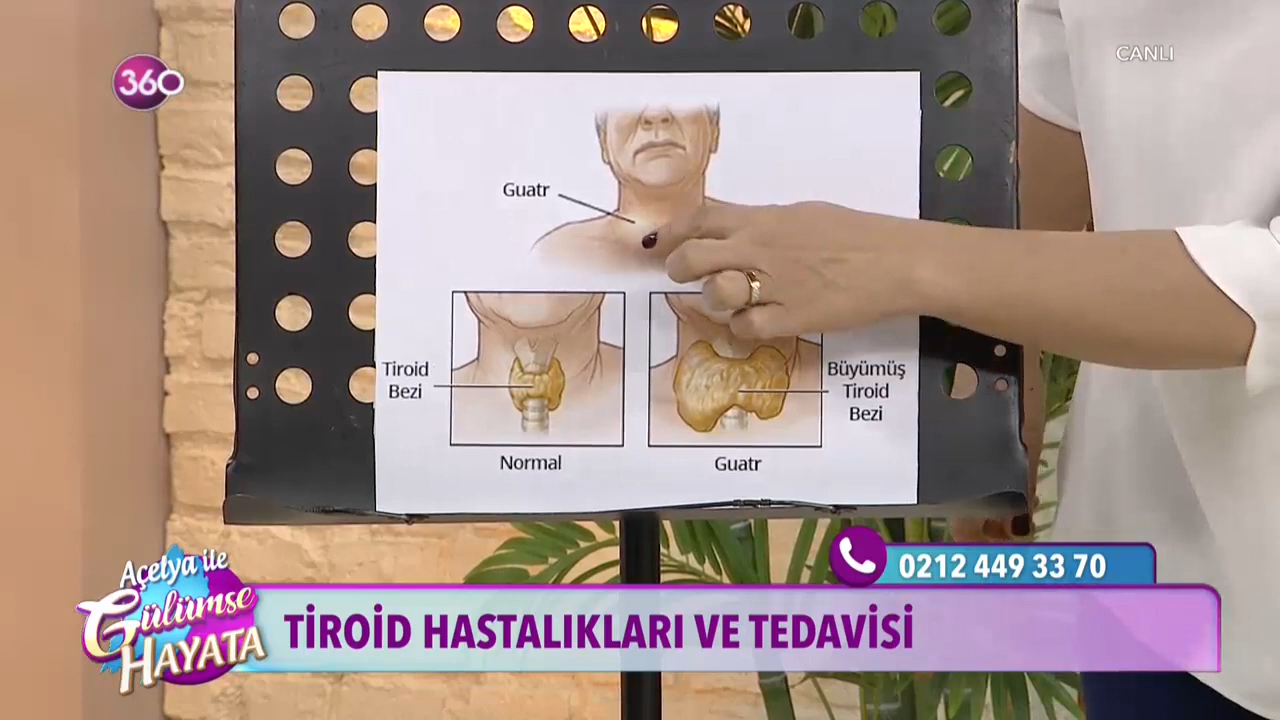 360
CANLI
Guatr
Tiroid
Bezi
Büyümüş
Tiroid
Bezi
Normal
Guatr
0212 449 33 70
Açelya ile
Gülümse
HAYATA
TİROİD HASTALIKLARI VE TEDAVİSİ